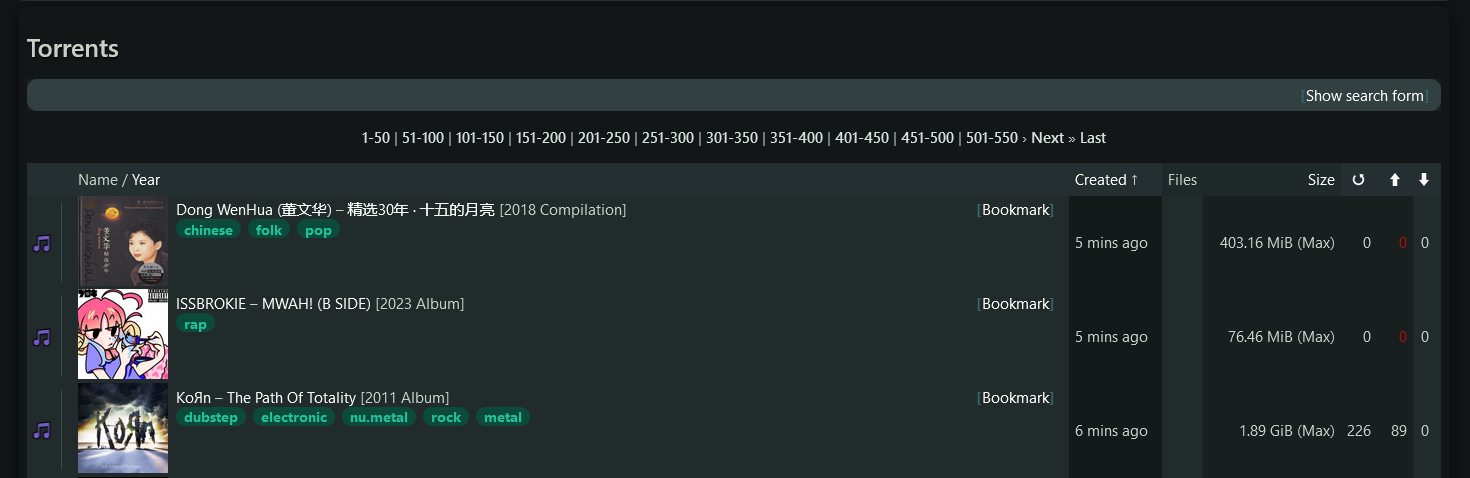 Torrents
[Show search form]
1-50 | 51-100 | 101-150 | 151-200 | 201-250 | 251-300 | 301-350 | 351-400 | 401-450 | 451-500 | 501-550 › Next » Last
Name / Year Created ↑ Files Size
Dong WenHua (董文华) – 精选30年 · 十五的月亮 [2018 Compilation] [Bookmark]
chinese folk pop
5 mins ago 403.16 MiB (Max) 0 0 0
ISSBROKIE – MWAH! (B SIDE) [2023 Album] [Bookmark]
rap
5 mins ago 76.46 MiB (Max) 0 0 0
KoЯn – The Path Of Totality [2011 Album] [Bookmark]
dubstep electronic nu.metal rock metal
KoЯn
6 mins ago 1.89 GiB (Max) 226 89 0